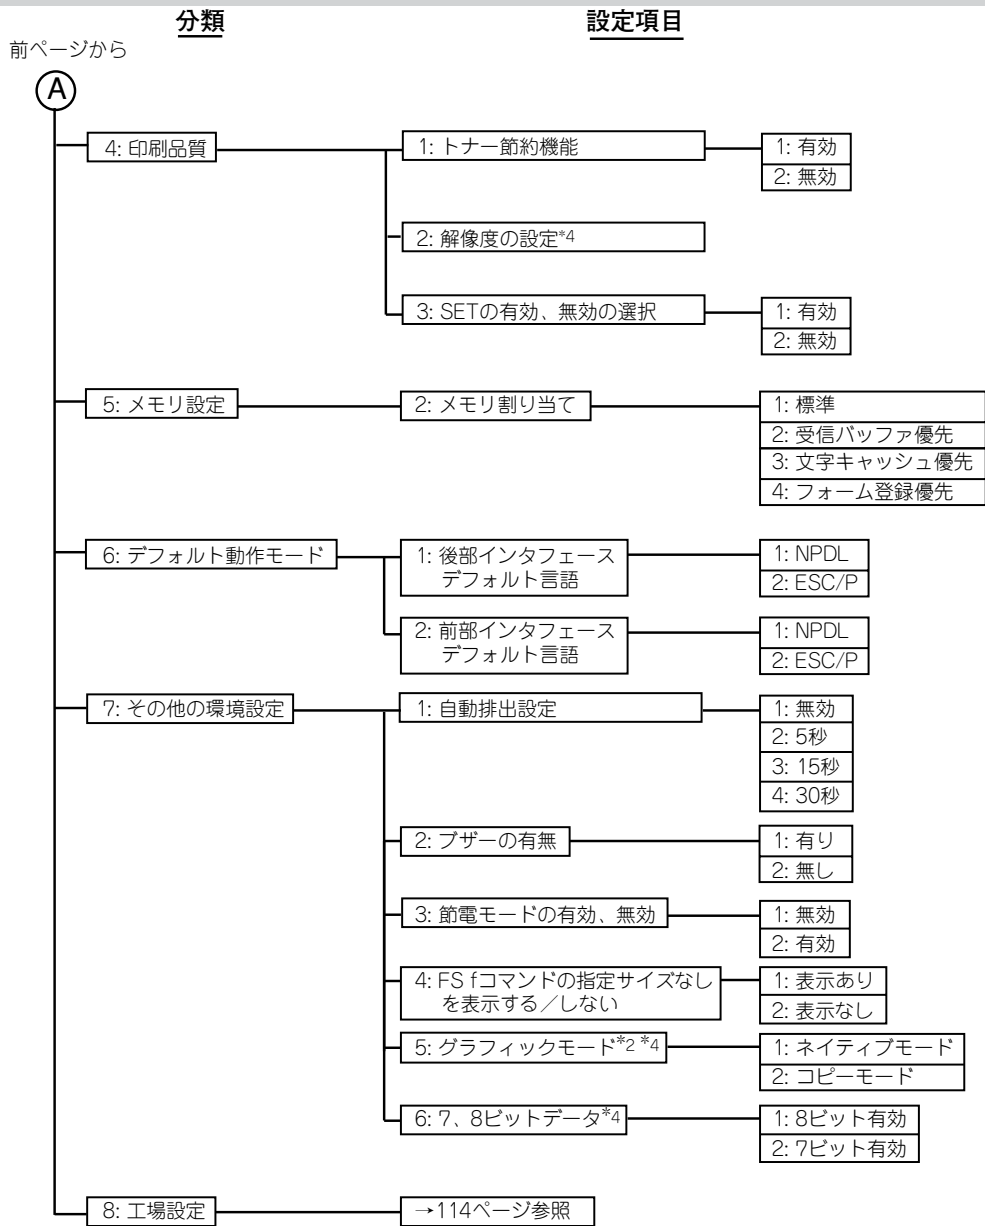 分類
設定項目
前ページから
A
4: 印刷品質
1: トナー節約機能
1: 有効
2: 無効
2: 解像度の設定*4
3: SETの有効、無効の選択
1: 有効
2: 無効
5: メモリ設定
2: メモリ割り当て
1: 標準
2: 受信バッファ優先
3: 文字キャッシュ優先
4: フォーム登録優先
6: デフォルト動作モード
1: 後部インタフェース
デフォルト言語
1: NPDL
2: ESC/P
2: 前部インタフェース
デフォルト言語
1: NPDL
2: ESC/P
7: その他の環境設定
1: 自動排出設定
1: 無効
2: 5秒
3: 15秒
4: 30秒
2: ブザーの有無
1: 有り
2: 無し
3: 節電モードの有効、無効
1: 無効
2: 有効
4: FS fコマンドの指定サイズなし
を表示する／しない
1: 表示あり
2: 表示なし
5: グラフィックモード*2 *4
1: ネイティブモード
2: コピーモード
6: 7、8ビットデータ*4
1: 8ビット有効
2: 7ビット有効
8: 工場設定
→114ページ参照